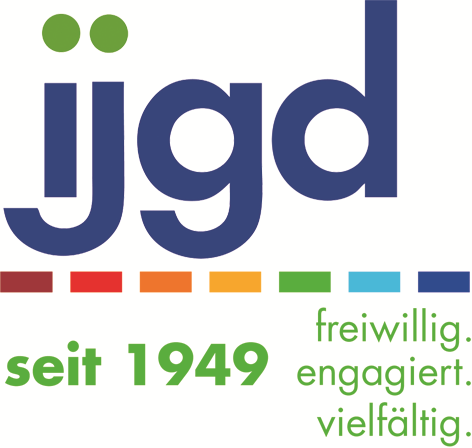 ijgd
seit 1949
freiwillig.
engagiert.
vielfältig.